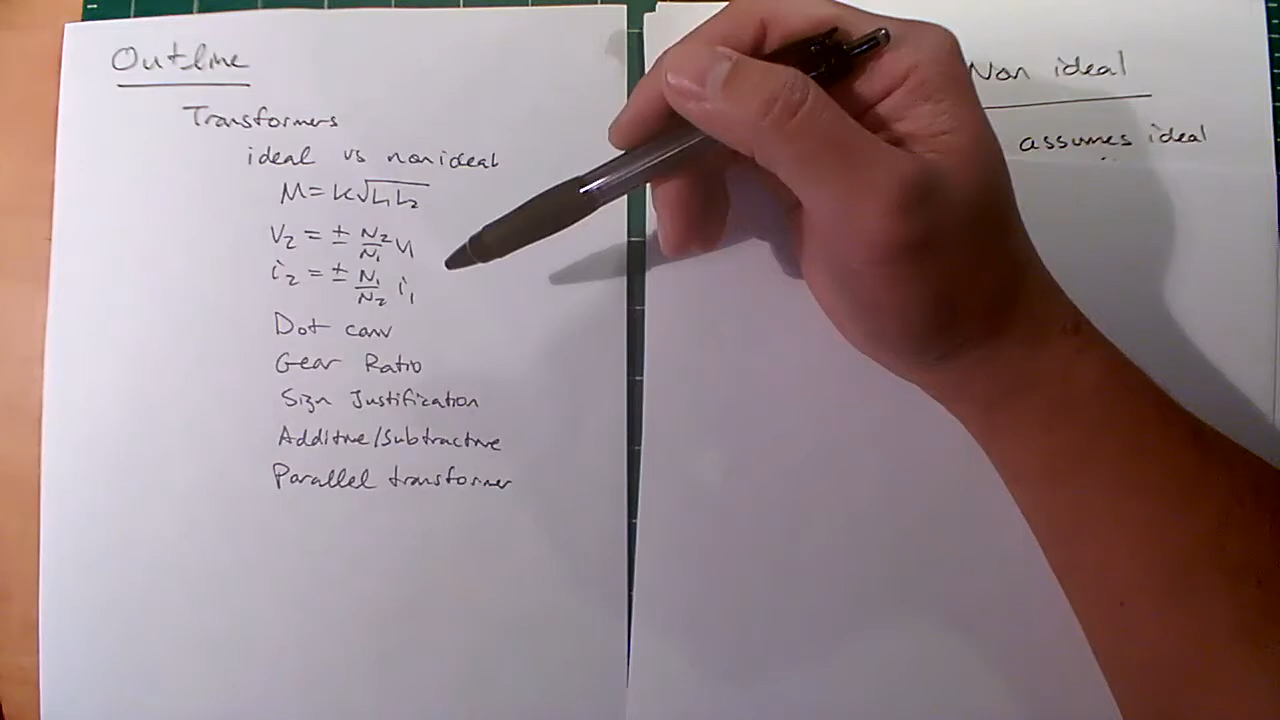 Outline
Transformers
ideal vs nonideal
M = k√L₁L₂
V₂ = ± N₂/N₁ V₁
i₂ = ± N₁/N₂ i₁
Dot conv
Gear Ratio
Sign Justification
Additive/Subtractive
Parallel transformer
Non ideal
assumes ideal